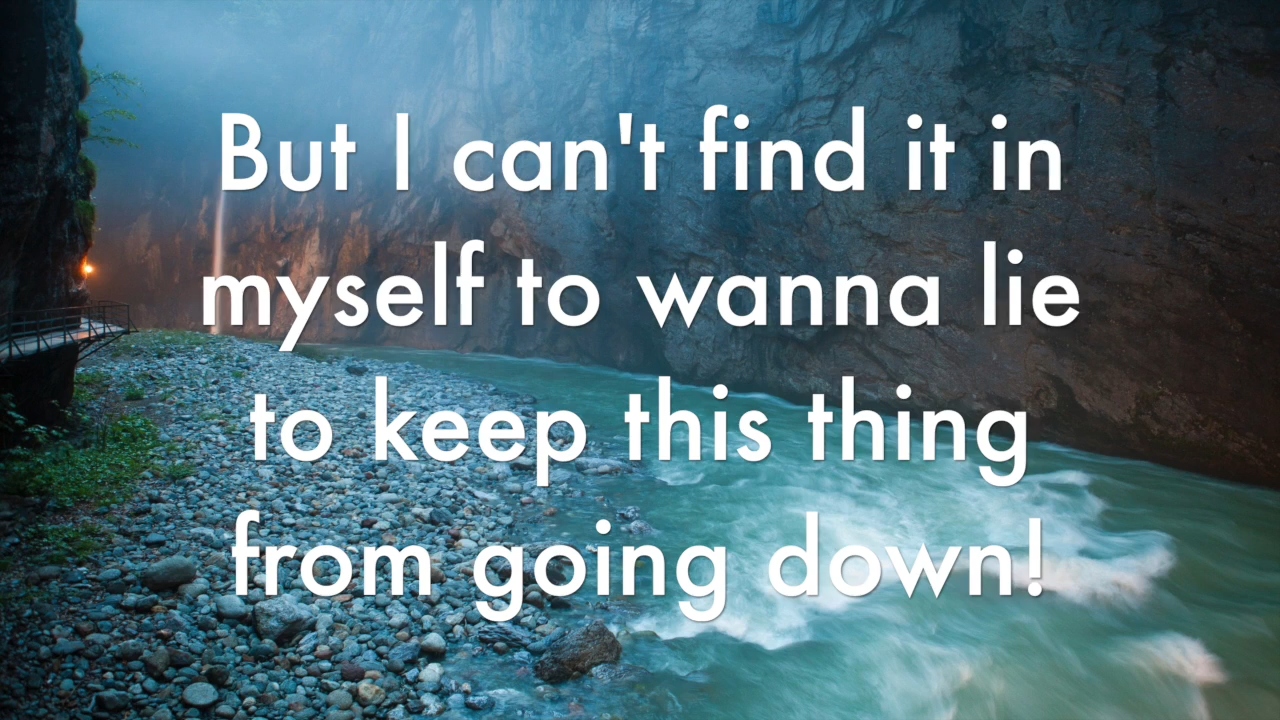 But I can't find it in
myself to wanna lie
to keep this thing
from going down!